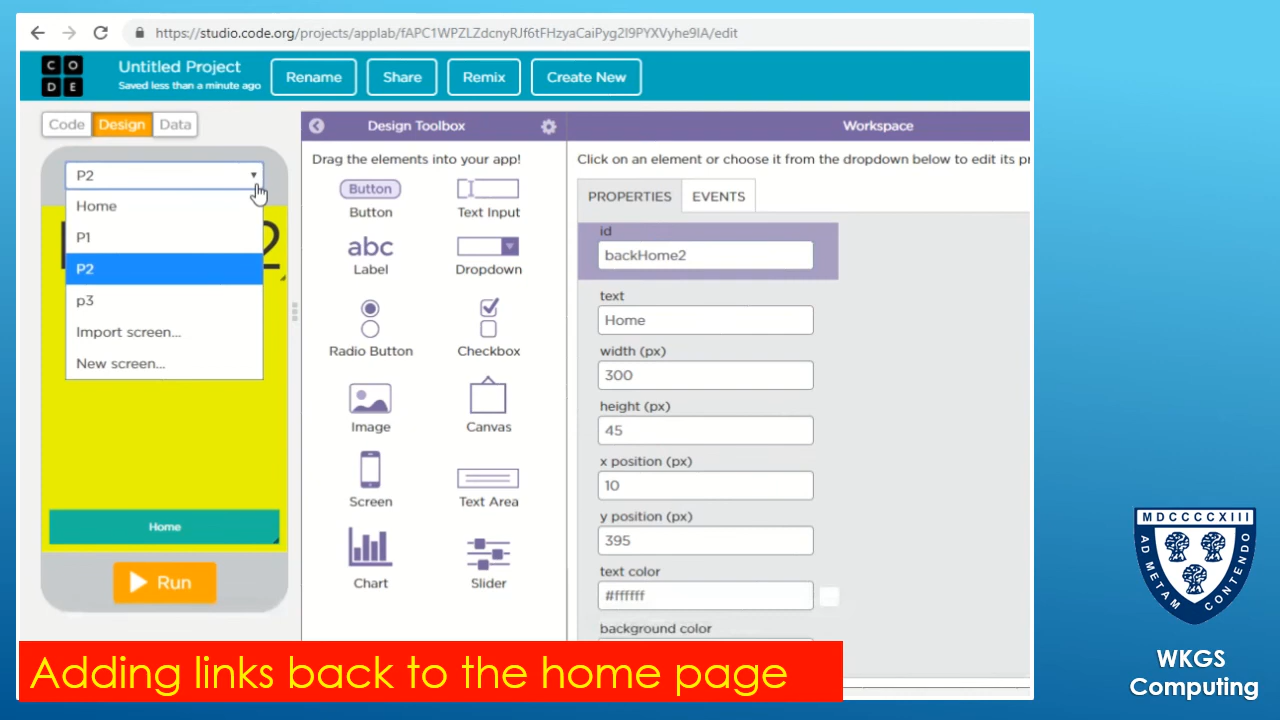 https://studio.code.org/projects/applab/fAPC1WPZLZdcnyRJf6tFHzyaCaiPyg2I9PYXVyhe9IA/edit
C O
D E
Untitled Project
Saved less than a minute ago
Rename
Share
Remix
Create New
Code
Design
Data
P2
Home
P1
P2
p3
Import screen...
New screen...
2
Home
Run
Design Toolbox
Drag the elements into your app!
Button
Button
Text Input
abc
Label
Dropdown
Radio Button
Checkbox
Image
Canvas
Screen
Text Area
Chart
Slider
Workspace
Click on an element or choose it from the dropdown below to edit its pr
PROPERTIES
EVENTS
id
backHome2
text
Home
width (px)
300
height (px)
45
x position (px)
10
y position (px)
395
text color
#ffffff
background color
Adding links back to the home page
MDCCCCXIII
AD METAM CONTENDO
WKGS
Computing